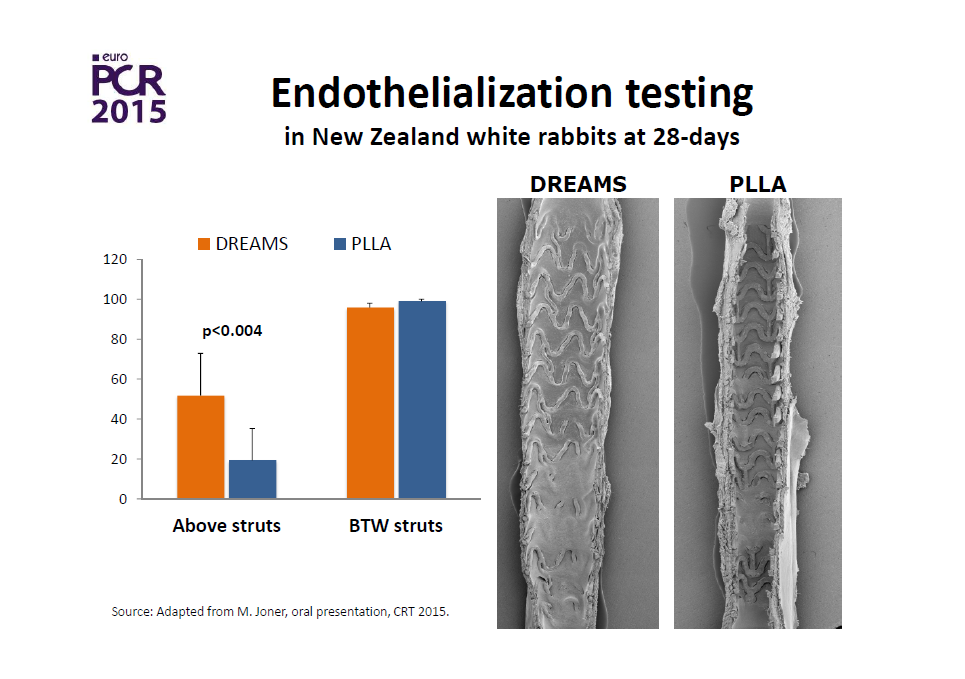 euro
PCR
2015
Endothelialization testing
in New Zealand white rabbits at 28-days
DREAMS
PLLA
DREAMS
PLLA
120
100
80
60
40
20
0
p<0.004
Above struts
BTW struts
Source: Adapted from M. Joner, oral presentation, CRT 2015.